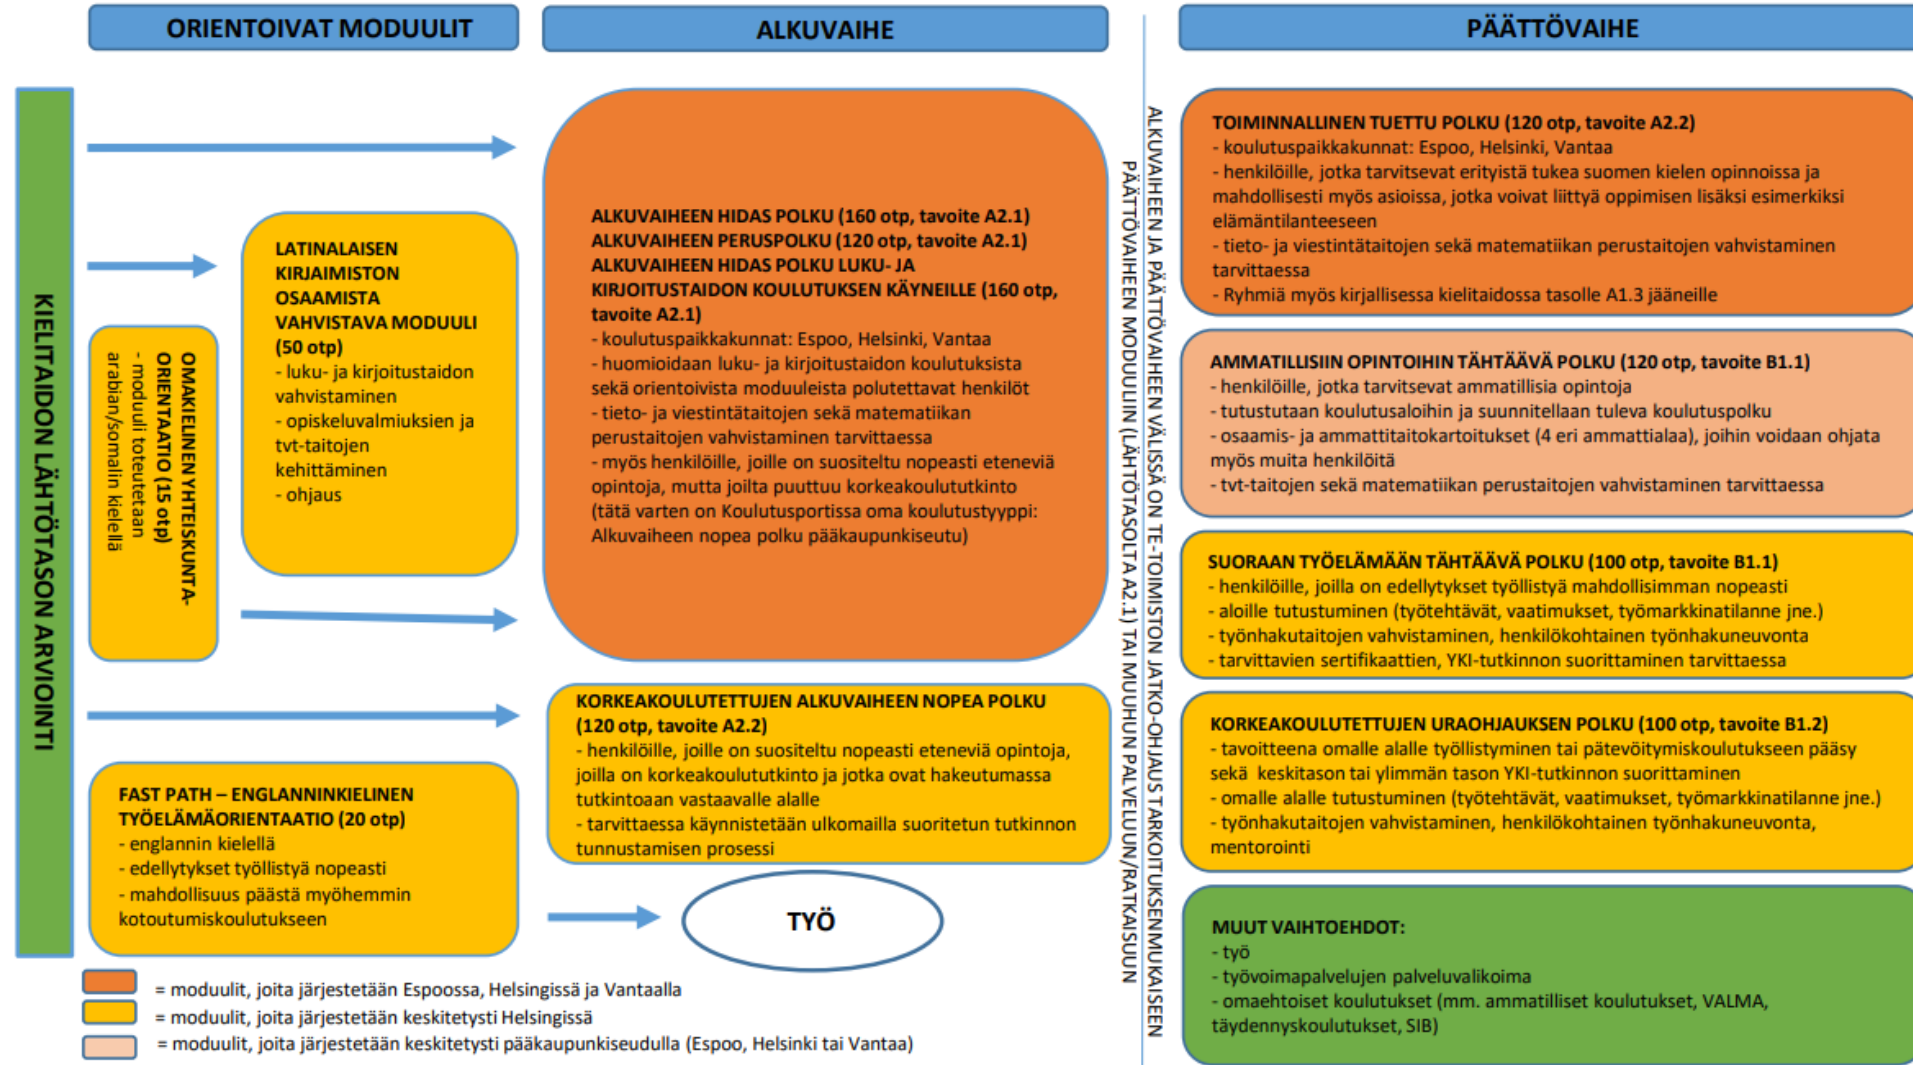 ORIENTOIVAT MODUULIT
ALKUVAIHE
PÄÄTTÖVAIHE
KIELITAIDON LÄHTÖTASON ARVIOINTI
OMAKIELINEN YHTEISKUNTA-
ORIENTAATIO (15 otp)
- moduuli toteutetaan
arabian/somalin kielellä
LATINALAISEN
KIRJAIMISTON
OSAAMISTA
VAHVISTAVA MODUULI
(50 otp)
- luku- ja kirjoitustaidon
vahvistaminen
- opiskeluvalmiuksien ja
tvt-taitojen
kehittäminen
- ohjaus
FAST PATH – ENGLANNINKIELINEN
TYÖELÄMÄORIENTAATIO (20 otp)
- englannin kielellä
- edellytykset työllistyä nopeasti
- mahdollisuus päästä myöhemmin
kotoutumiskoulutukseen
ALKUVAIHEEN HIDAS POLKU (160 otp, tavoite A2.1)
ALKUVAIHEEN PERUSPOLKU (120 otp, tavoite A2.1)
ALKUVAIHEEN HIDAS POLKU LUKU- JA
KIRJOITUSTAIDON KOULUTUKSEN KÄYNEILLE (160 otp,
tavoite A2.1)
- koulutuspaikkakunnat: Espoo, Helsinki, Vantaa
- huomioidaan luku- ja kirjoitustaidon koulutuksista
sekä orientoivista moduuleista polutettavat henkilöt
- tieto- ja viestintätaitojen sekä matematiikan
perustaitojen vahvistaminen tarvittaessa
- myös henkilöille, joille on suositeltu nopeasti eteneviä
opintoja, mutta joilta puuttuu korkeakoulututkinto
(tätä varten on Koulutusportissa oma koulutustyyppi:
Alkuvaiheen nopea polku pääkaupunkiseutu)
KORKEAKOULUTETTUJEN ALKUVAIHEEN NOPEA POLKU
(120 otp, tavoite A2.2)
- henkilöille, joille on suositeltu nopeasti eteneviä opintoja,
joilla on korkeakoulututkinto ja jotka ovat hakeutumassa
tutkintoaan vastaavalle alalle
- tarvittaessa käynnistetään ulkomailla suoritetun tutkinnon
tunnustamisen prosessi
TYÖ
ALKUVAIHEEN JA PÄÄTTÖVAIHEEN VÄLISSÄ ON TE-TOIMISTON JATKO-OHJAUS TARKOITUKSENMUKAISEEN
PÄÄTTÖVAIHEEN MODUULIIN (LÄHTÖTASOLTA A2.1) TAI MUUHUN PALVELUUN/RATKAISUUN
TOIMINNALLINEN TUETTU POLKU (120 otp, tavoite A2.2)
- koulutuspaikkakunnat: Espoo, Helsinki, Vantaa
- henkilöille, jotka tarvitsevat erityistä tukea suomen kielen opinnoissa ja
mahdollisesti myös asioissa, jotka voivat liittyä oppimisen lisäksi esimerkiksi
elämäntilanteeseen
- tieto- ja viestintätaitojen sekä matematiikan perustaitojen vahvistaminen
tarvittaessa
- Ryhmiä myös kirjallisessa kielitaidossa tasolle A1.3 jääneille
AMMATILLISIIN OPINTOIHIN TÄHTÄÄVÄ POLKU (120 otp, tavoite B1.1)
- henkilöille, jotka tarvitsevat ammatillisia opintoja
- tutustutaan koulutusaloihin ja suunnitellaan tuleva koulutuspolku
- osaamis- ja ammattitaitokartoitukset (4 eri ammattialaa), joihin voidaan ohjata
myös muita henkilöitä
- tvt-taitojen sekä matematiikan perustaitojen vahvistaminen tarvittaessa
SUORAAN TYÖELÄMÄÄN TÄHTÄÄVÄ POLKU (100 otp, tavoite B1.1)
- henkilöille, joilla on edellytykset työllistyä mahdollisimman nopeasti
- aloille tutustuminen (työtehtävät, vaatimukset, työmarkkinatilanne jne.)
- työnhakutaitojen vahvistaminen, henkilökohtainen työnhakuneuvonta
- tarvittavien sertifikaattien, YKI-tutkinnon suorittaminen tarvittaessa
KORKEAKOULUTETTUJEN URAOHJAUKSEN POLKU (100 otp, tavoite B1.2)
- tavoitteena omalle alalle työllistyminen tai pätevöitymiskoulutukseen pääsy
sekä keskitason tai ylimmän tason YKI-tutkinnon suorittaminen
- omalle alalle tutustuminen (työtehtävät, vaatimukset, työmarkkinatilanne jne.)
- työnhakutaitojen vahvistaminen, henkilökohtainen työnhakuneuvonta,
mentorointi
MUUT VAIHTOEHDOT:
- työ
- työvoimapalvelujen palveluvalikoima
- omaehtoiset koulutukset (mm. ammatilliset koulutukset, VALMA,
täydennyskoulutukset, SIB)
= moduulit, joita järjestetään Espoossa, Helsingissä ja Vantaalla
= moduulit, joita järjestetään keskitetysti Helsingissä
= moduulit, joita järjestetään keskitetysti pääkaupunkiseudulla (Espoo, Helsinki tai Vantaa)